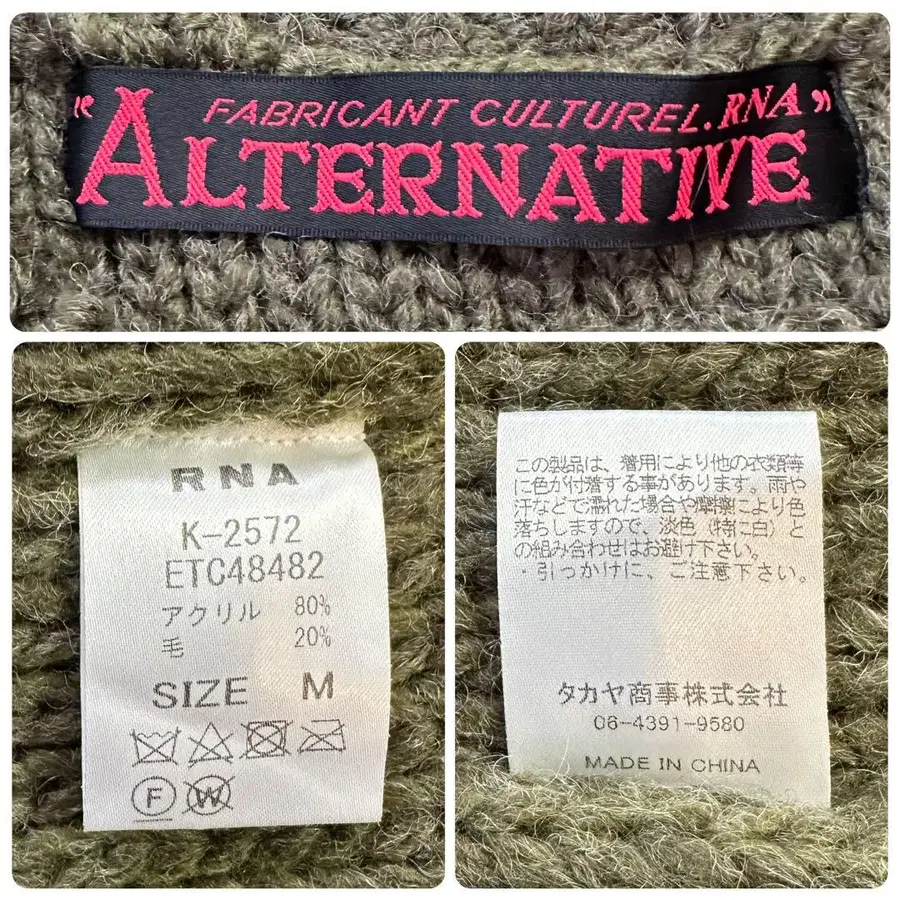 FABRICANT CULTUREL. RNA
"ALTERNATIVE"
RNA
K-2572
ETC48482
アクリル 80%
毛 20%
SIZE M
F W
この製品は、着用により他の衣類等
に色が付着する事があります。雨や
汗などで濡れた場合や摩擦により色
落ちしますので、淡色（特に白）と
の組み合わせはお避け下さい。
・引っかけに、ご注意下さい。
タカヤ商事株式会社
06-4391-9580
MADE IN CHINA